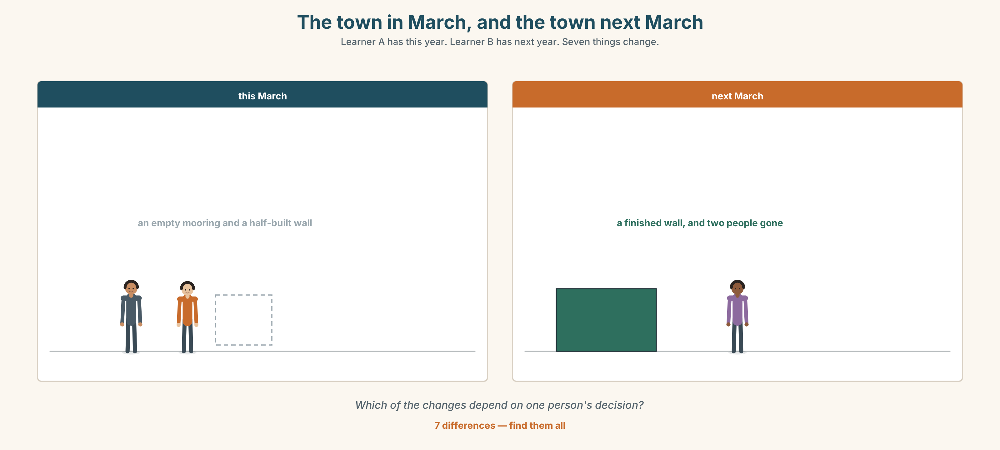 The town in March, and the town next March
Learner A has this year. Learner B has next year. Seven things change.
this March
an empty mooring and a half-built wall
next March
a finished wall, and two people gone
Which of the changes depend on one person's decision?
7 differences — find them all